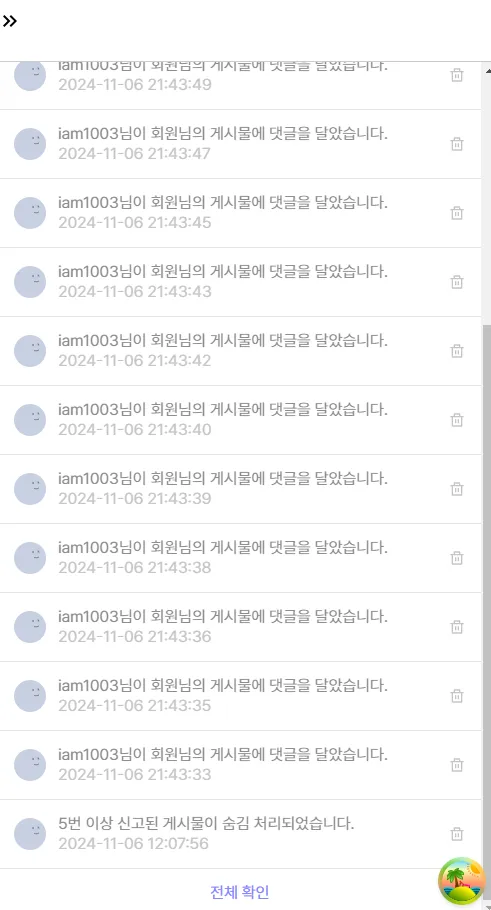 iam1003님이 회원님의 게시물에 댓글을 달았습니다.
2024-11-06 21:43:49
iam1003님이 회원님의 게시물에 댓글을 달았습니다.
2024-11-06 21:43:47
iam1003님이 회원님의 게시물에 댓글을 달았습니다.
2024-11-06 21:43:45
iam1003님이 회원님의 게시물에 댓글을 달았습니다.
2024-11-06 21:43:43
iam1003님이 회원님의 게시물에 댓글을 달았습니다.
2024-11-06 21:43:42
iam1003님이 회원님의 게시물에 댓글을 달았습니다.
2024-11-06 21:43:40
iam1003님이 회원님의 게시물에 댓글을 달았습니다.
2024-11-06 21:43:39
iam1003님이 회원님의 게시물에 댓글을 달았습니다.
2024-11-06 21:43:38
iam1003님이 회원님의 게시물에 댓글을 달았습니다.
2024-11-06 21:43:36
iam1003님이 회원님의 게시물에 댓글을 달았습니다.
2024-11-06 21:43:35
iam1003님이 회원님의 게시물에 댓글을 달았습니다.
2024-11-06 21:43:33
5번 이상 신고된 게시물이 숨김 처리되었습니다.
2024-11-06 12:07:56
전체 확인